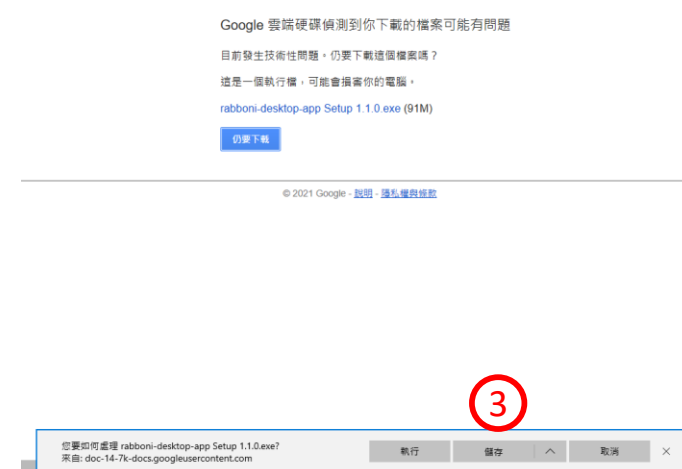 Google 雲端硬碟偵測到你下載的檔案可能有問題
目前發生技術性問題。仍要下載這個檔案嗎？
這是一個執行檔，可能會損害你的電腦。
rabboni-desktop-app Setup 1.1.0.exe (91M)
仍要下載
© 2021 Google - 說明 - 隱私權與條款
3
您要如何處理 rabboni-desktop-app Setup 1.1.0.exe?
來自: doc-14-7k-docs.googleusercontent.com
執行
儲存
取消